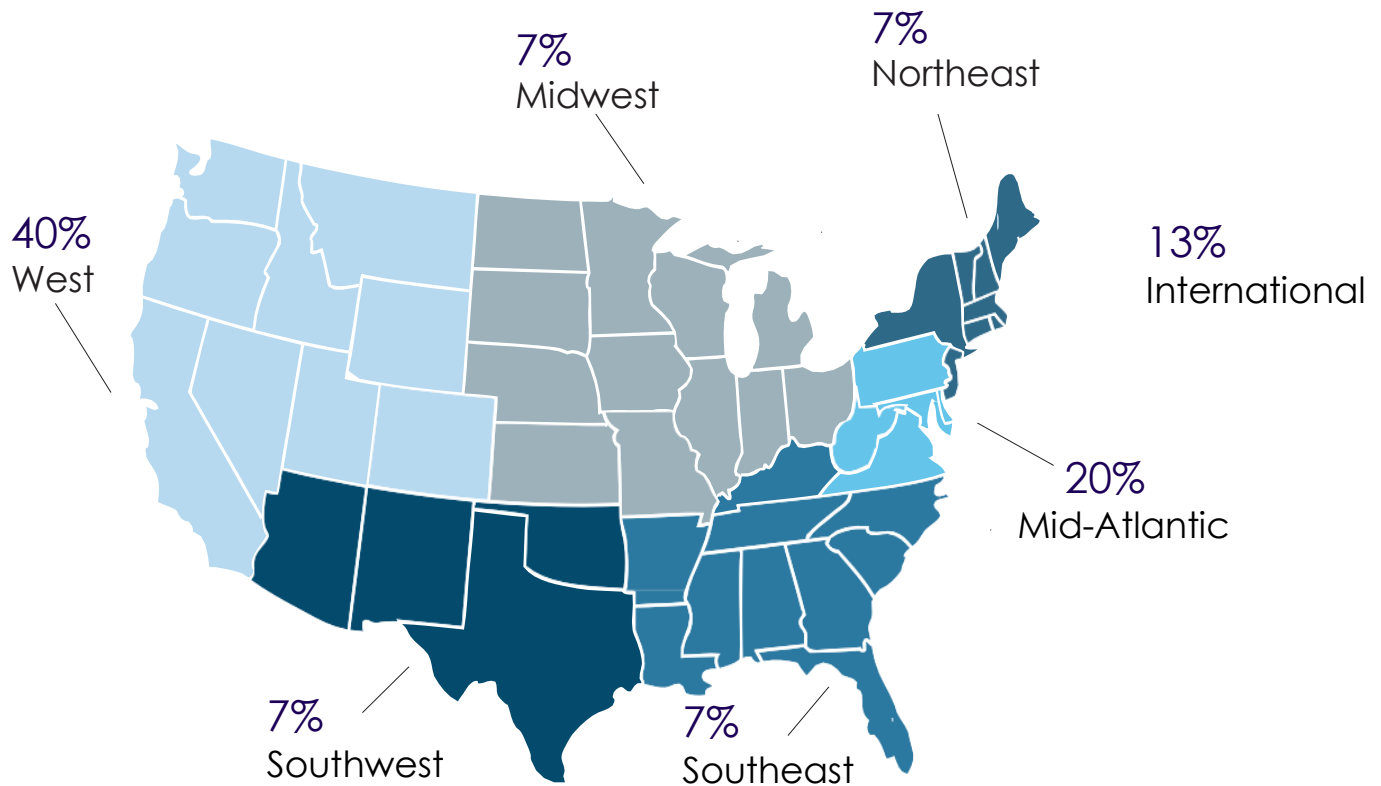 7%
Midwest
7%
Northeast
40%
West
13%
International
20%
Mid-Atlantic
7%
Southwest
7%
Southeast